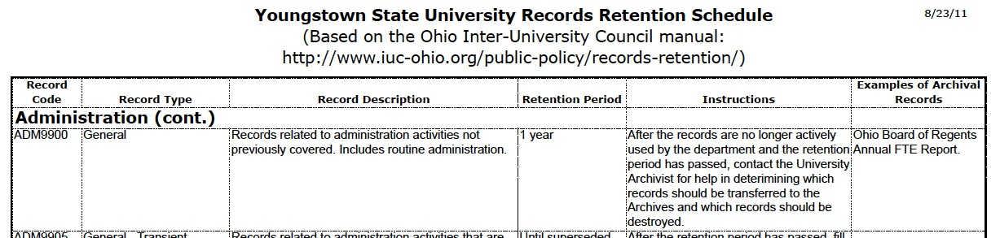 Youngstown State University Records Retention Schedule
8/23/11
(Based on the Ohio Inter-University Council manual:
http://www.iuc-ohio.org/public-policy/records-retention/)
Record Code
Record Type
Record Description
Retention Period
Instructions
Examples of Archival Records
Administration (cont.)
ADM9900
General
Records related to administration activities not
previously covered. Includes routine administration.
1 year
After the records are no longer actively
used by the department and the retention
period has passed, contact the University
Archivist for help in deterimining which
records should be transferred to the
Archives and which records should be
destroyed.
Ohio Board of Regents
Annual FTE Report.
ADM9905
General - Transient
Records related to administration activities that are
Until superseded
After the retention period has passed, fill